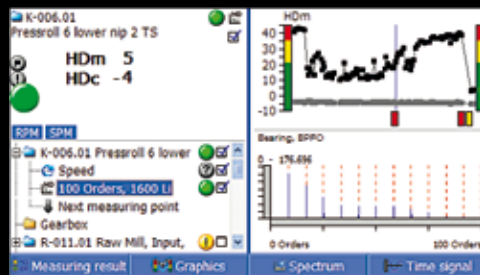 K-006.01
Pressroll 6 lower nip 2 TS
HDm 5
HDc -4
RPM SPM
K-006.01 Pressroll 6 lower
Speed
100 Orders, 1600 Li
Next measuring point
Gearbox
R-011.01 Raw Mill, Input,
HDm
40
30
20
10
0
-10
Bearing, BPFO
0 - 176.696
0 Orders
100 Orders
Measuring result
Graphics
Spectrum
Time signal